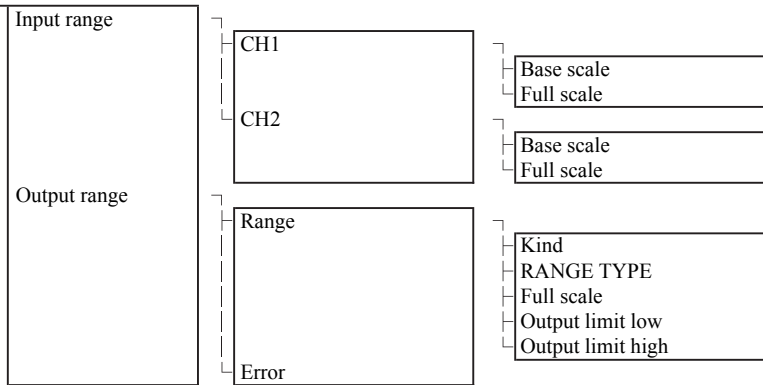 Input range
CH1
Base scale
Full scale
CH2
Base scale
Full scale
Output range
Range
Kind
RANGE TYPE
Full scale
Output limit low
Output limit high
Error